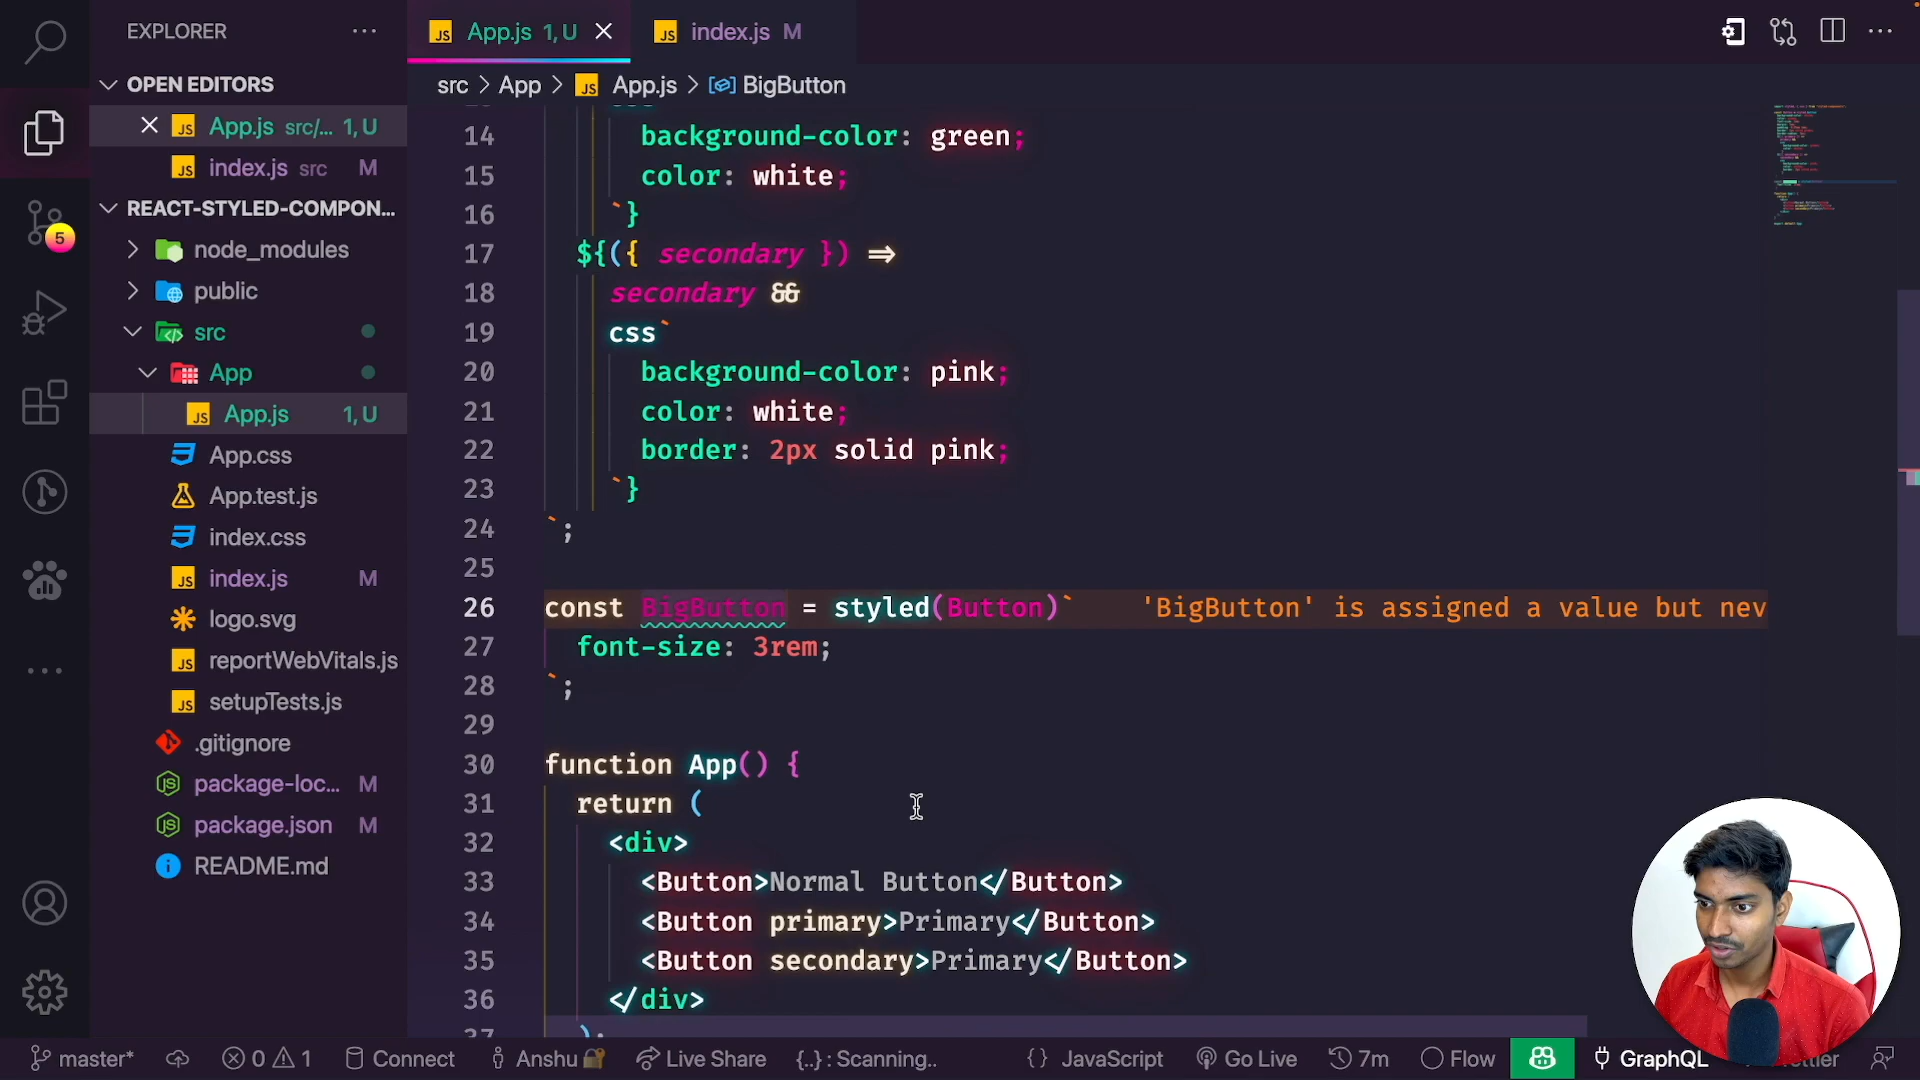 EXPLORER
OPEN EDITORS
App.js src/... 1, U
index.js src M
REACT-STYLED-COMPON...
node_modules
public
src
App
App.js 1, U
App.css
App.test.js
index.css
index.js M
logo.svg
reportWebVitals.js
setupTests.js
.gitignore
package-loc... M
package.json M
README.md
5
App.js 1, U
index.js M
src > App > App.js > BigButton
14 background-color: green;
15 color: white;
16 `}
17 ${({ secondary }) =>
18 secondary &&
19 css`
20 background-color: pink;
21 color: white;
22 border: 2px solid pink;
23 `}
24 `;
25
26 const BigButton = styled(Button)` 'BigButton' is assigned a value but nev
27 font-size: 3rem;
28 `;
29
30 function App() {
31 return (
32 <div>
33 <Button>Normal Button</Button>
34 <Button primary>Primary</Button>
35 <Button secondary>Primary</Button>
36 </div>
37 );
master* 0 1 Connect Anshu Live Share {..} : Scanning.. {} JavaScript Go Live 7m Flow GraphQL